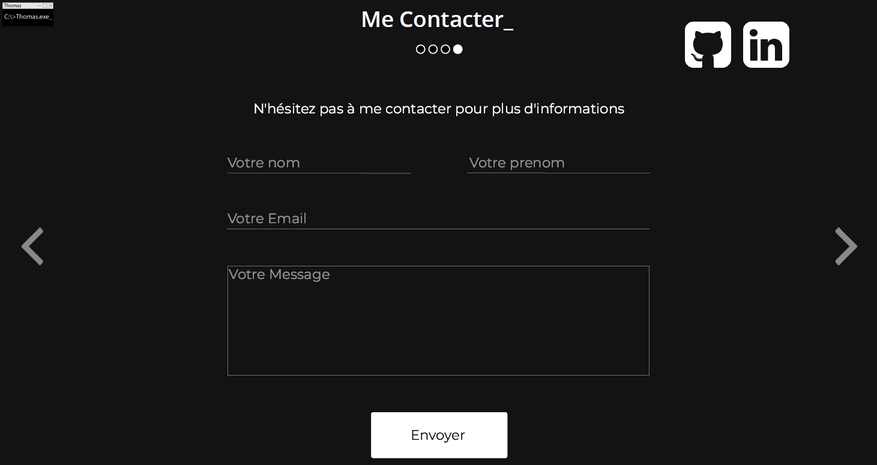 Thomas
C:\>Thomas.exe_
Me Contacter_
in
N'hésitez pas à me contacter pour plus d'informations
Votre nom
Votre prenom
Votre Email
Votre Message
Envoyer